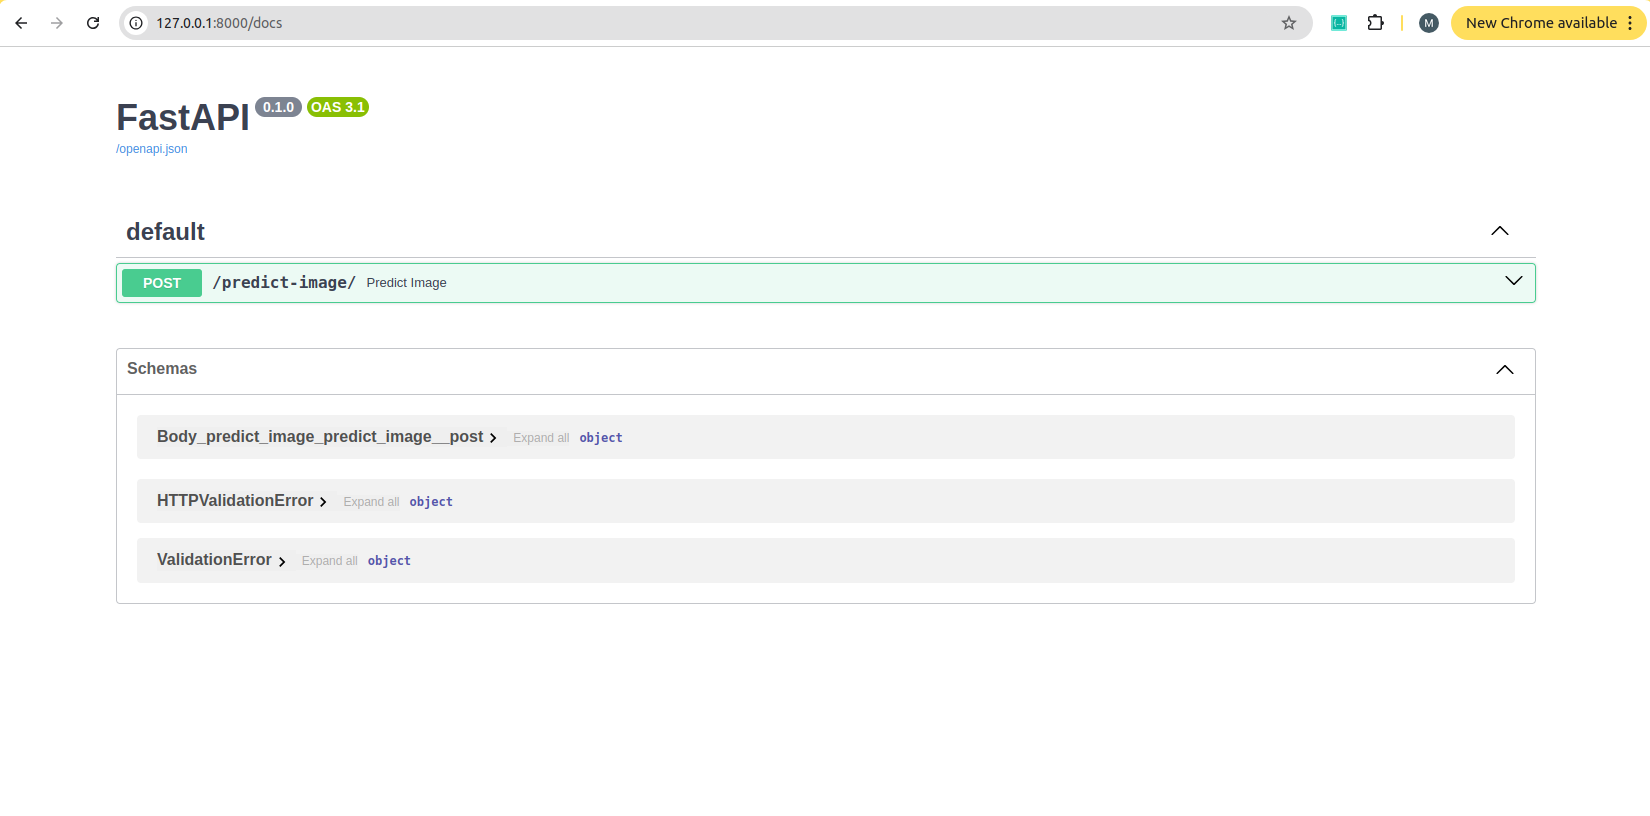 127.0.0.1:8000/docs
M
New Chrome available
FastAPI 0.1.0 OAS 3.1
/openapi.json
default
POST /predict-image/ Predict Image
Schemas
Body_predict_image_predict_image__post Expand all object
HTTPValidationError Expand all object
ValidationError Expand all object